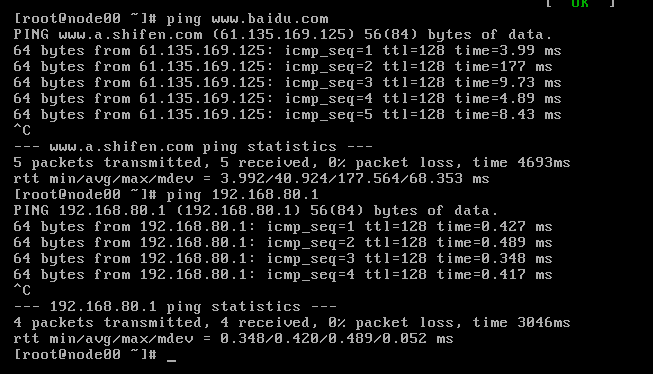 [ OK ]
[root@node00 ~]# ping www.baidu.com
PING www.a.shifen.com (61.135.169.125) 56(84) bytes of data.
64 bytes from 61.135.169.125: icmp_seq=1 ttl=128 time=3.99 ms
64 bytes from 61.135.169.125: icmp_seq=2 ttl=128 time=177 ms
64 bytes from 61.135.169.125: icmp_seq=3 ttl=128 time=9.73 ms
64 bytes from 61.135.169.125: icmp_seq=4 ttl=128 time=4.89 ms
64 bytes from 61.135.169.125: icmp_seq=5 ttl=128 time=8.43 ms
^C
--- www.a.shifen.com ping statistics ---
5 packets transmitted, 5 received, 0% packet loss, time 4693ms
rtt min/avg/max/mdev = 3.992/40.924/177.564/68.353 ms
[root@node00 ~]# ping 192.168.80.1
PING 192.168.80.1 (192.168.80.1) 56(84) bytes of data.
64 bytes from 192.168.80.1: icmp_seq=1 ttl=128 time=0.427 ms
64 bytes from 192.168.80.1: icmp_seq=2 ttl=128 time=0.489 ms
64 bytes from 192.168.80.1: icmp_seq=3 ttl=128 time=0.348 ms
64 bytes from 192.168.80.1: icmp_seq=4 ttl=128 time=0.417 ms
^C
--- 192.168.80.1 ping statistics ---
4 packets transmitted, 4 received, 0% packet loss, time 3046ms
rtt min/avg/max/mdev = 0.348/0.420/0.489/0.052 ms
[root@node00 ~]# _